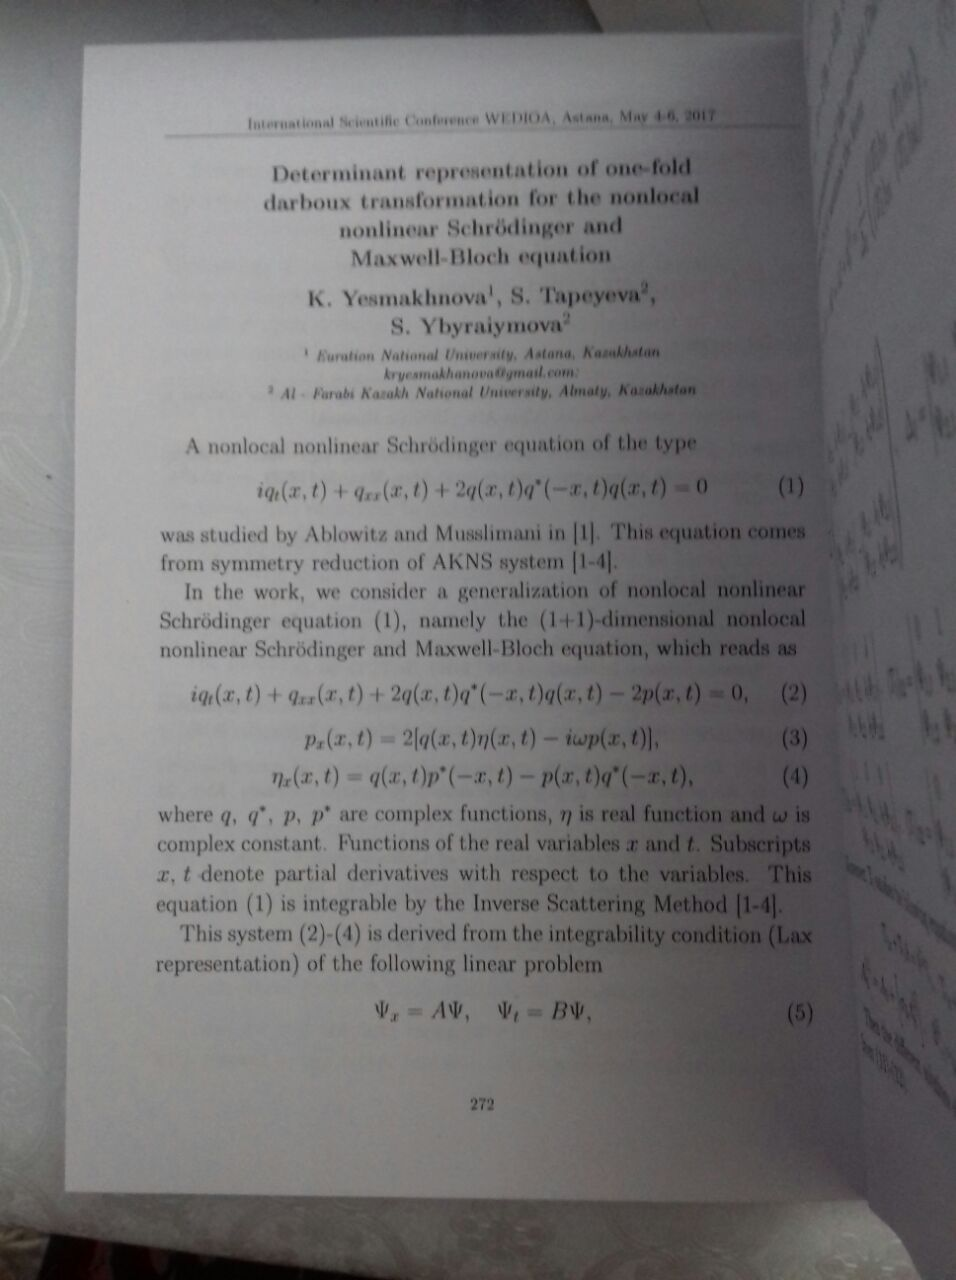 International Scientific Conference WEDIOA, Astana, May 4-6, 2017
Determinant representation of one-fold
darboux transformation for the nonlocal
nonlinear Schrödinger and
Maxwell-Bloch equation
K. Yesmakhnova¹, S. Tapeyeva²,
S. Ybyraiymova²
¹ Euration National University, Astana, Kazakhstan
kryesmakhanova@gmail.com;
² Al - Farabi Kazakh National University, Almaty, Kazakhstan
A nonlocal nonlinear Schrödinger equation of the type
iqₜ(x, t) + qₓₓ(x, t) + 2q(x, t)q*(−x, t)q(x, t) = 0 (1)
was studied by Ablowitz and Musslimani in [1]. This equation comes
from symmetry reduction of AKNS system [1-4].
In the work, we consider a generalization of nonlocal nonlinear
Schrödinger equation (1), namely the (1+1)-dimensional nonlocal
nonlinear Schrödinger and Maxwell-Bloch equation, which reads as
iqₜ(x, t) + qₓₓ(x, t) + 2q(x, t)q*(−x, t)q(x, t) − 2p(x, t) = 0, (2)
pₓ(x, t) = 2[q(x, t)η(x, t) − iωp(x, t)], (3)
ηₓ(x, t) = q(x, t)p*(−x, t) − p(x, t)q*(−x, t), (4)
where q, q*, p, p* are complex functions, η is real function and ω is
complex constant. Functions of the real variables x and t. Subscripts
x, t denote partial derivatives with respect to the variables. This
equation (1) is integrable by the Inverse Scattering Method [1-4].
This system (2)-(4) is derived from the integrability condition (Lax
representation) of the following linear problem
Ψₓ = AΨ, Ψₜ = BΨ, (5)
272